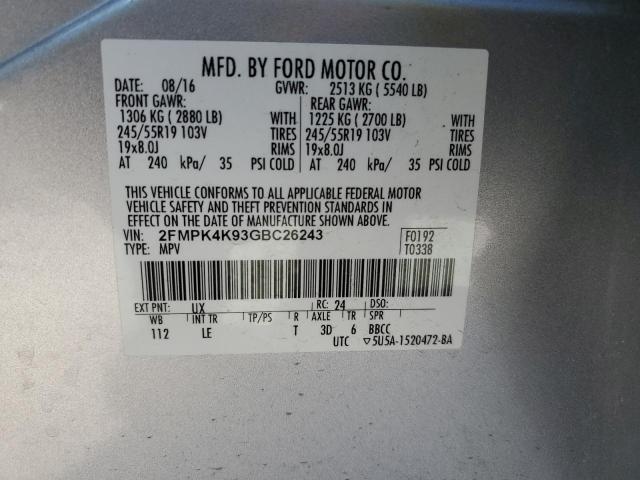 MFD. BY FORD MOTOR CO.
DATE: 08/16 GVWR: 2513 KG ( 5540 LB)
FRONT GAWR: REAR GAWR:
1306 KG ( 2880 LB) WITH 1225 KG ( 2700 LB) WITH
245/55R19 103V TIRES 245/55R19 103V TIRES
19x8.0J RIMS 19x8.0J RIMS
AT 240 kPa/ 35 PSI COLD AT 240 kPa/ 35 PSI COLD
THIS VEHICLE CONFORMS TO ALL APPLICABLE FEDERAL MOTOR
VEHICLE SAFETY AND THEFT PREVENTION STANDARDS IN
EFFECT ON THE DATE OF MANUFACTURE SHOWN ABOVE.
VIN: 2FMPK4K93GBC26243 F0192
TYPE: MPV T0338
EXT PNT: UX RC: 24 DSO:
WB INT TR TP/PS R AXLE TR SPR
112 LE T 3D 6 BBCC
UTC ▽5U5A-1520472-BA